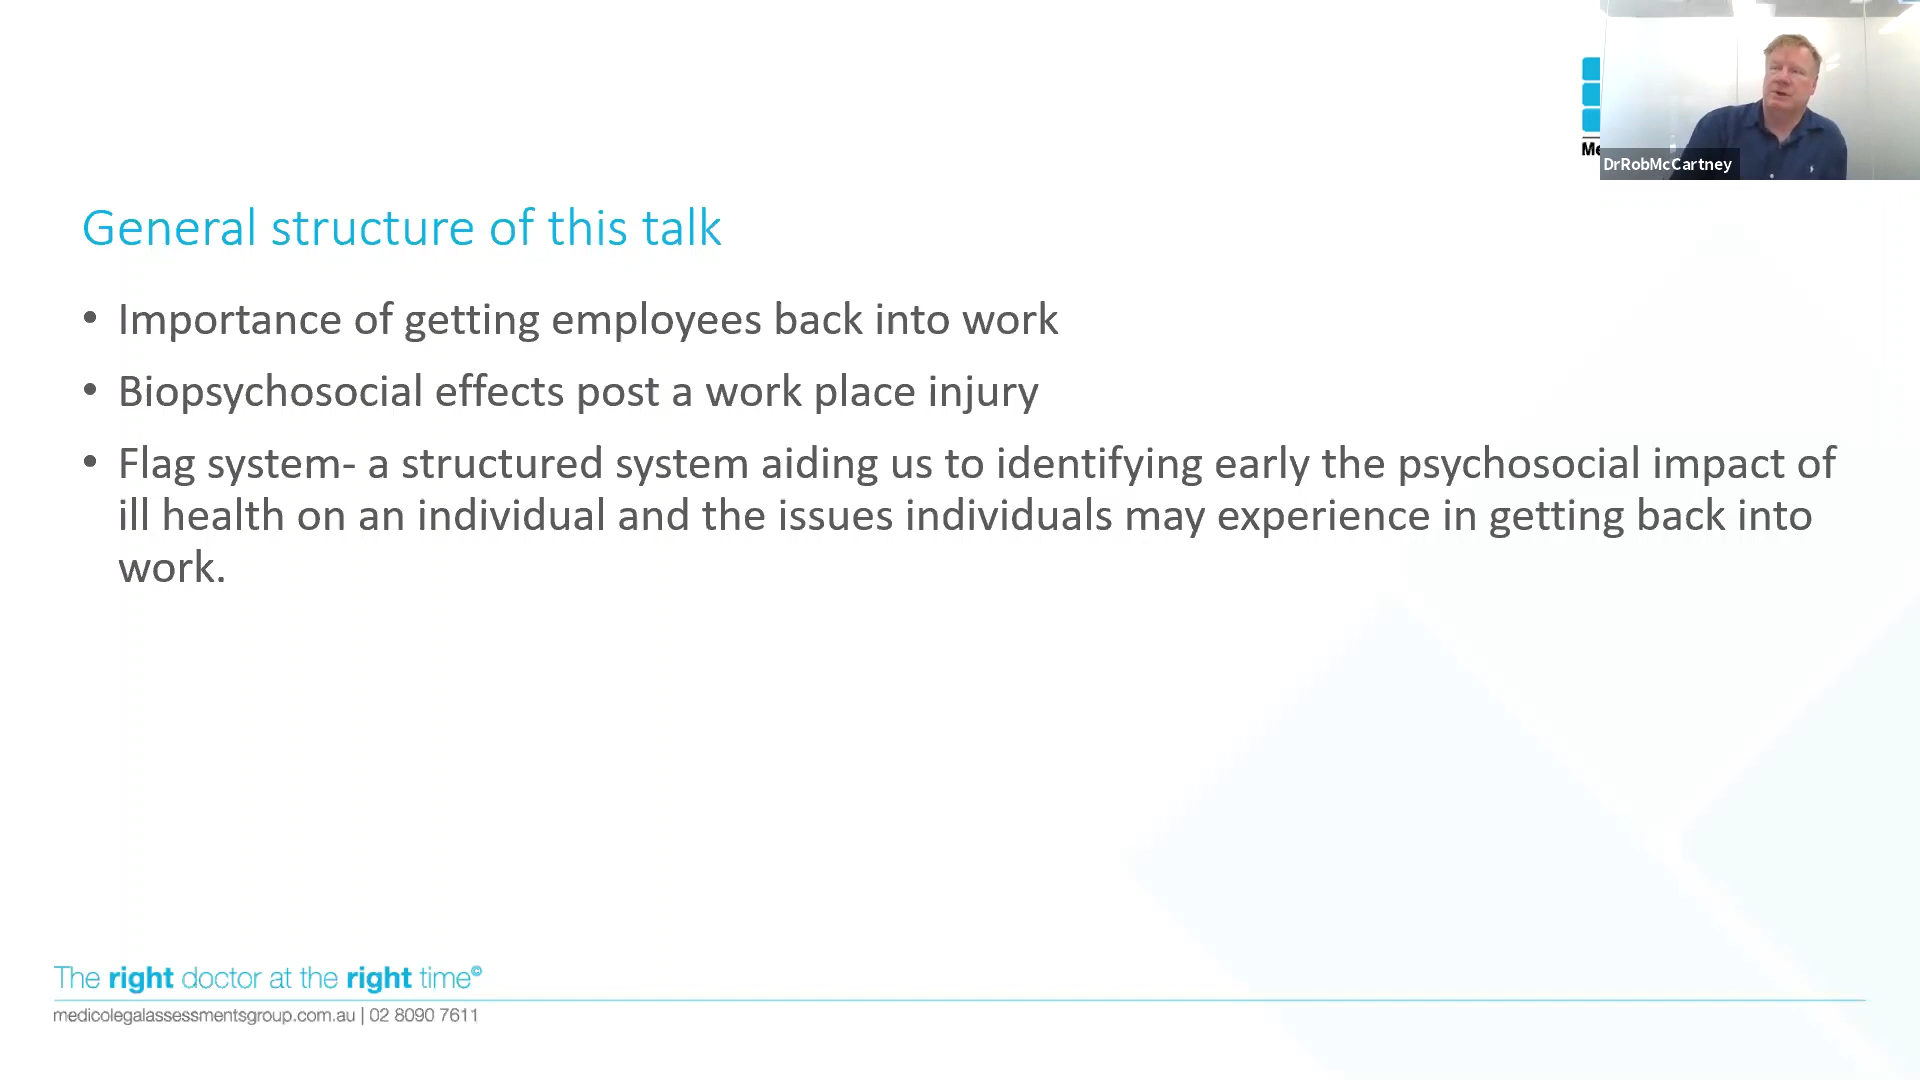 Me
DrRobMcCartney
General structure of this talk
• Importance of getting employees back into work
• Biopsychosocial effects post a work place injury
• Flag system- a structured system aiding us to identifying early the psychosocial impact of
ill health on an individual and the issues individuals may experience in getting back into
work.
The right doctor at the right time©
medicolegalassessmentsgroup.com.au | 02 8090 7611